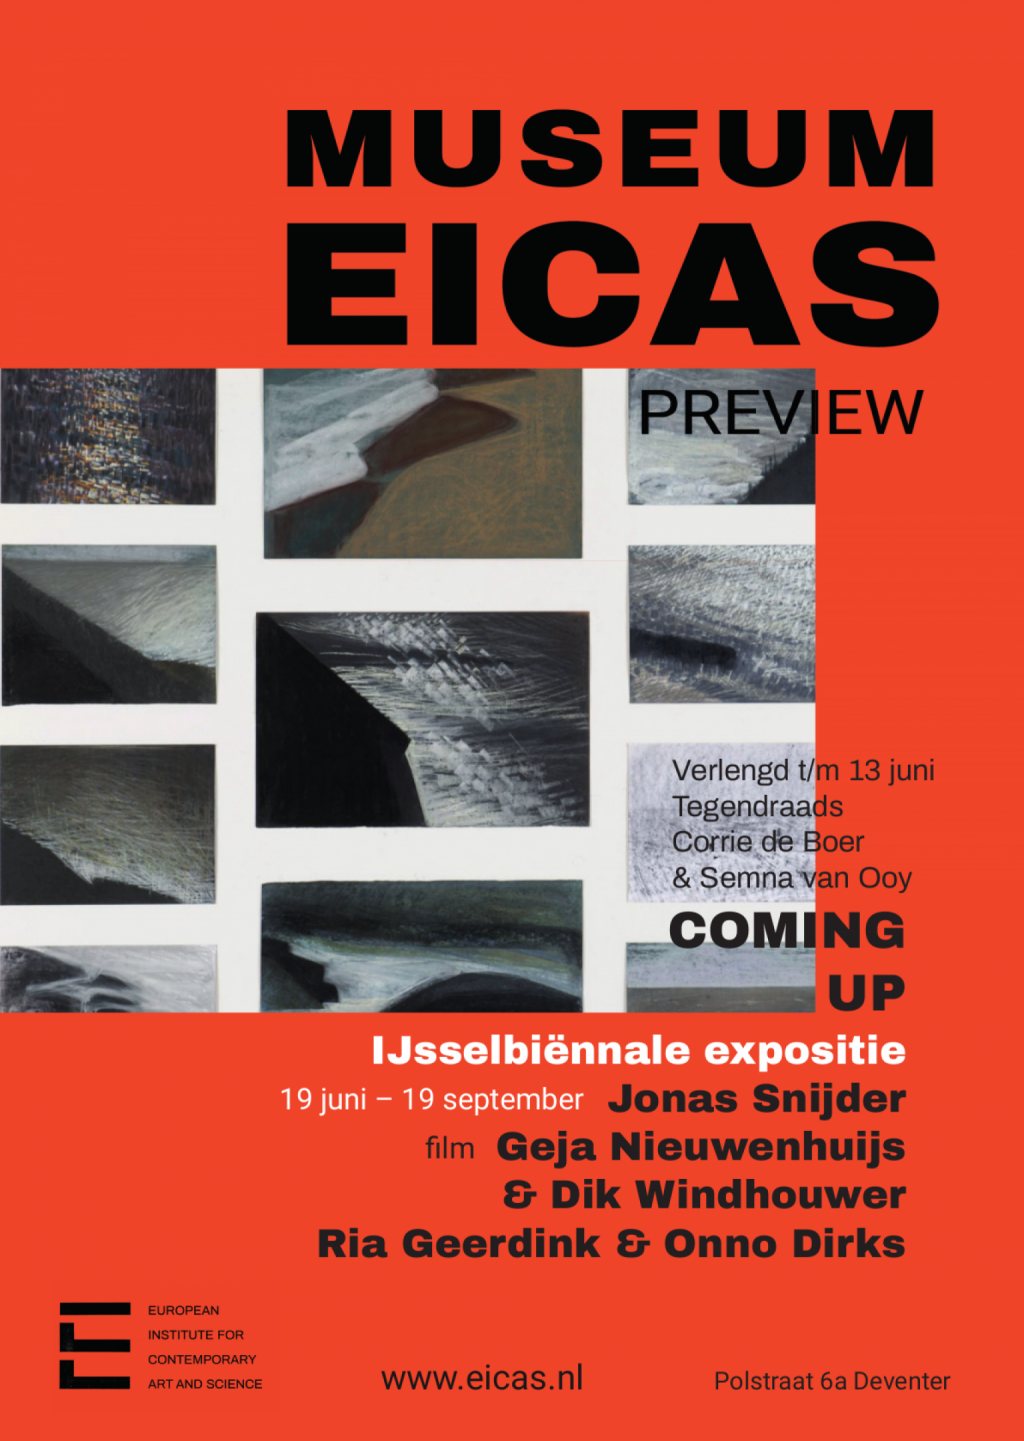 MUSEUM
EICAS
PREVIEW
Verlengd t/m 13 juni
Tegendraads
Corrie de Boer
& Semna van Ooy
COMING
UP
IJsselbiënnale expositie
19 juni – 19 september Jonas Snijder
film Geja Nieuwenhuijs
& Dik Windhouwer
Ria Geerdink & Onno Dirks
EUROPEAN
INSTITUTE FOR
CONTEMPORARY
ART AND SCIENCE
www.eicas.nl
Polstraat 6a Deventer